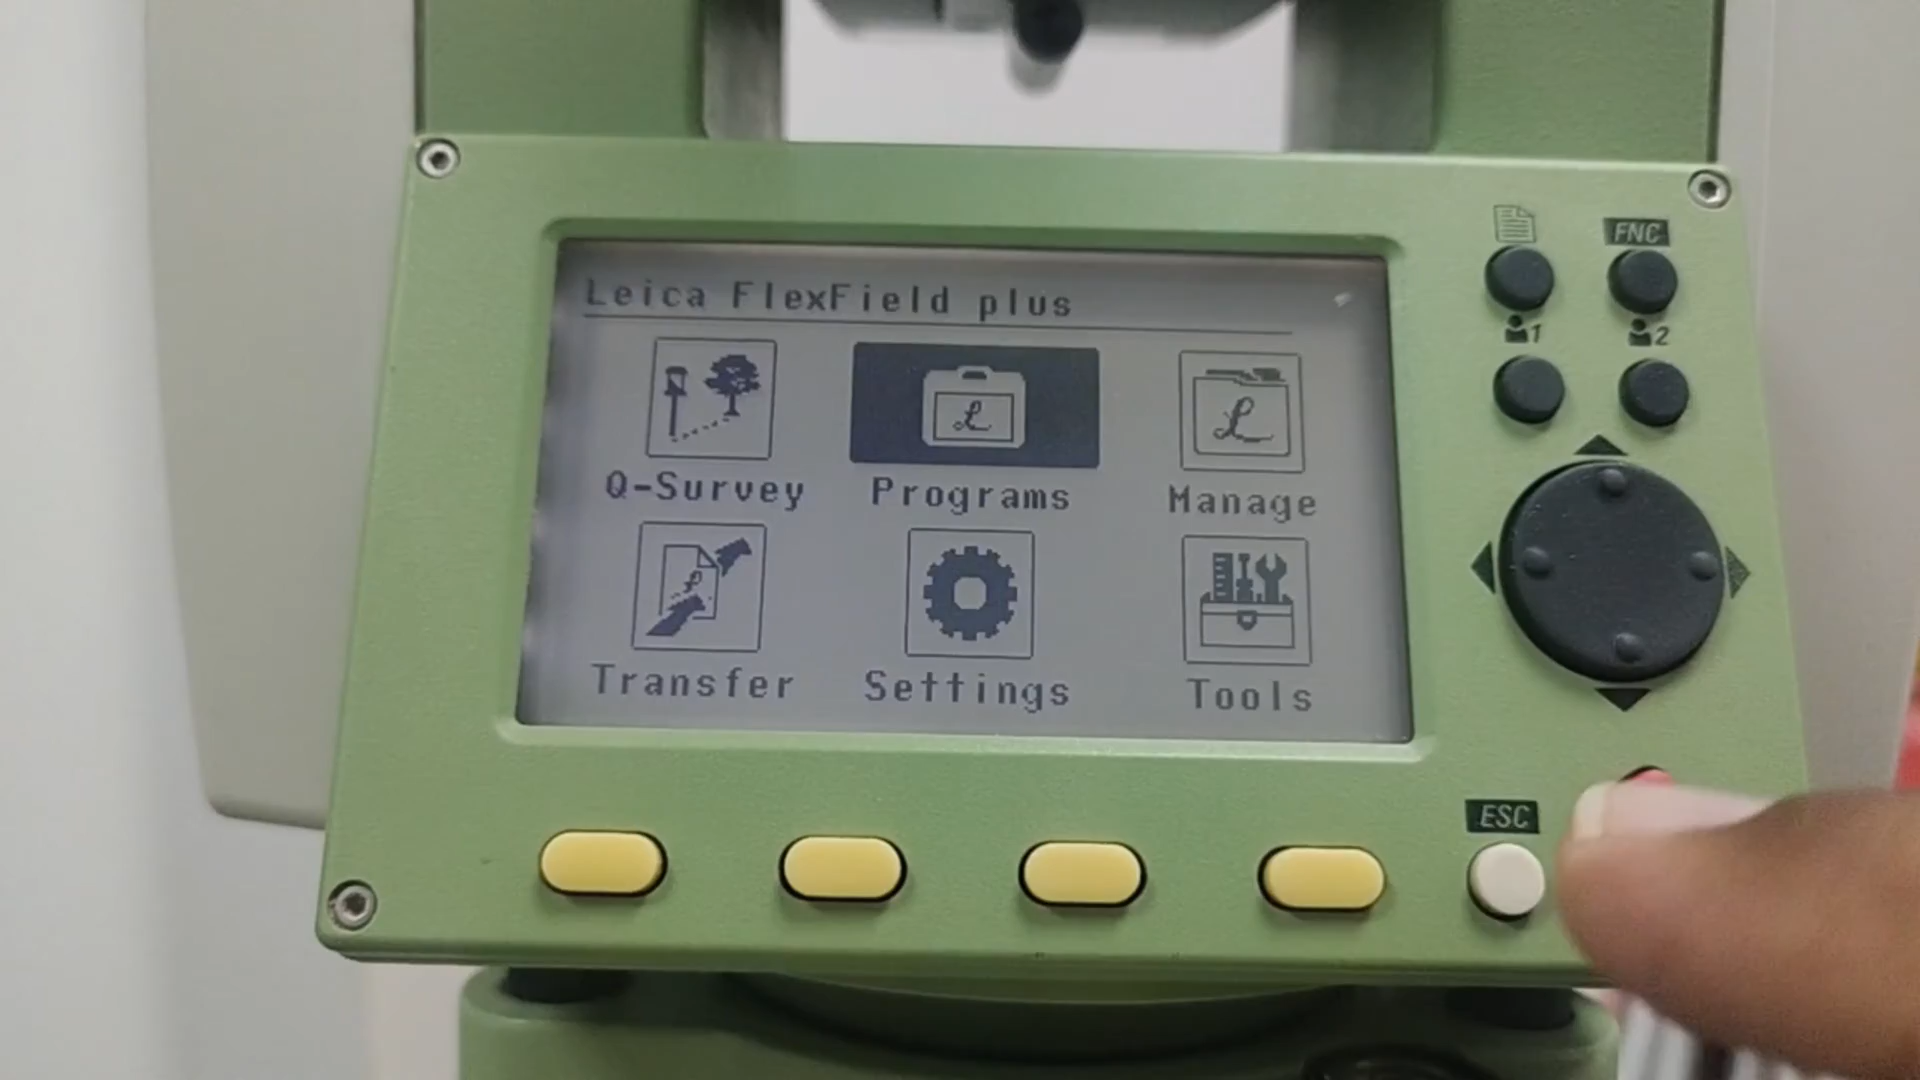 FNC
1
2
Leica FlexField plus
Q-Survey Programs Manage
Transfer Settings Tools
ESC